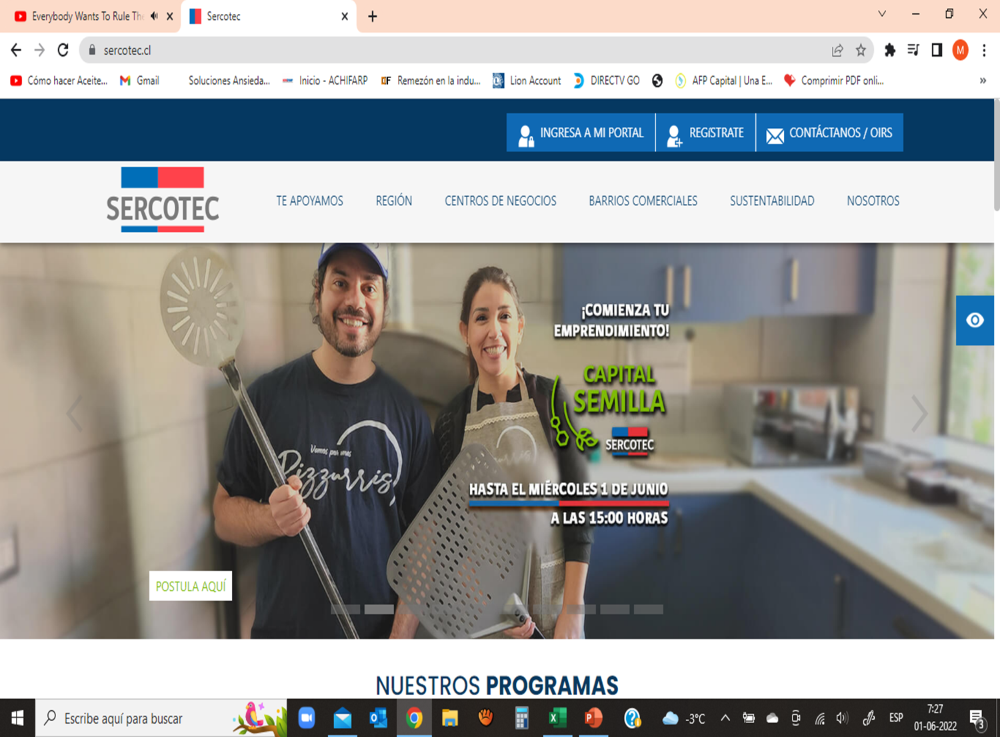 Everybody Wants To Rule The
Sercotec
sercotec.cl
M
Cómo hacer Aceite...
Gmail
Soluciones Ansieda...
Inicio - ACHIFARP
Remezón en la indu...
Lion Account
DIRECTV GO
AFP Capital | Una E...
Comprimir PDF onli...
»
INGRESA A MI PORTAL
REGíSTRATE
CONTÁCTANOS / OIRS
SERCOTEC
TE APOYAMOS
REGIÓN
CENTROS DE NEGOCIOS
BARRIOS COMERCIALES
SUSTENTABILIDAD
NOSOTROS
¡COMIENZA TU
EMPRENDIMIENTO!
CAPITAL
SEMILLA
SERCOTEC
Vamos por unas
Pizzurris,
HASTA EL MIÉRCOLES 1 DE JUNIO
A LAS 15:00 HORAS
POSTULA AQUÍ
NUESTROS PROGRAMAS
Escribe aquí para buscar
-3°C
ESP
7:27
01-06-2022
3